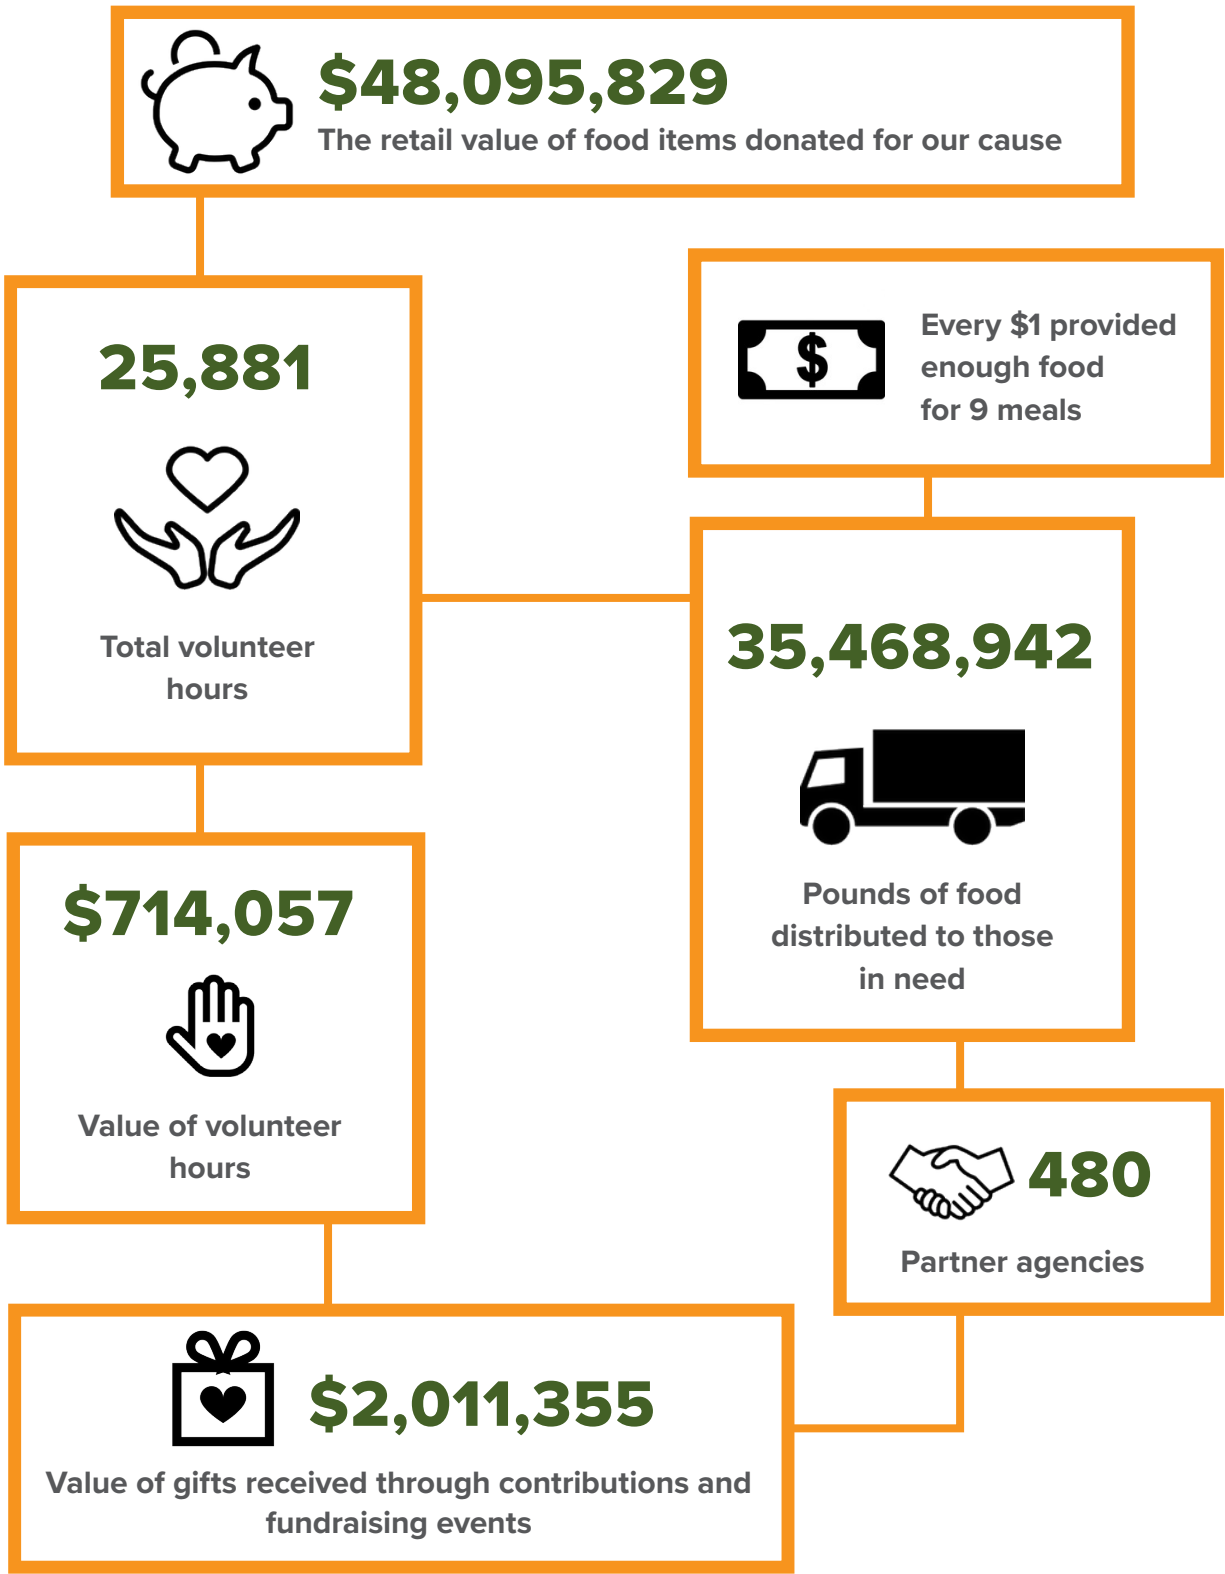 $48,095,829
The retail value of food items donated for our cause
25,881
Total volunteer
hours
$
Every $1 provided
enough food
for 9 meals
35,468,942
Pounds of food
distributed to those
in need
$714,057
Value of volunteer
hours
480
Partner agencies
$2,011,355
Value of gifts received through contributions and
fundraising events